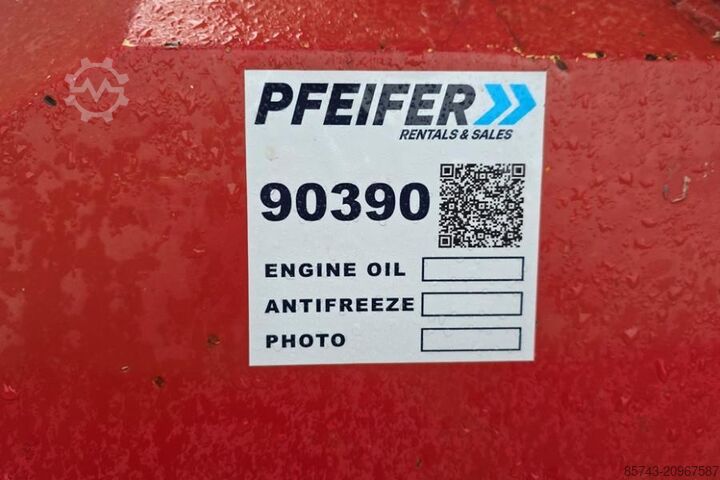 PFEIFER
RENTALS & SALES
90390
ENGINE OIL
ANTIFREEZE
PHOTO
85743-20967587